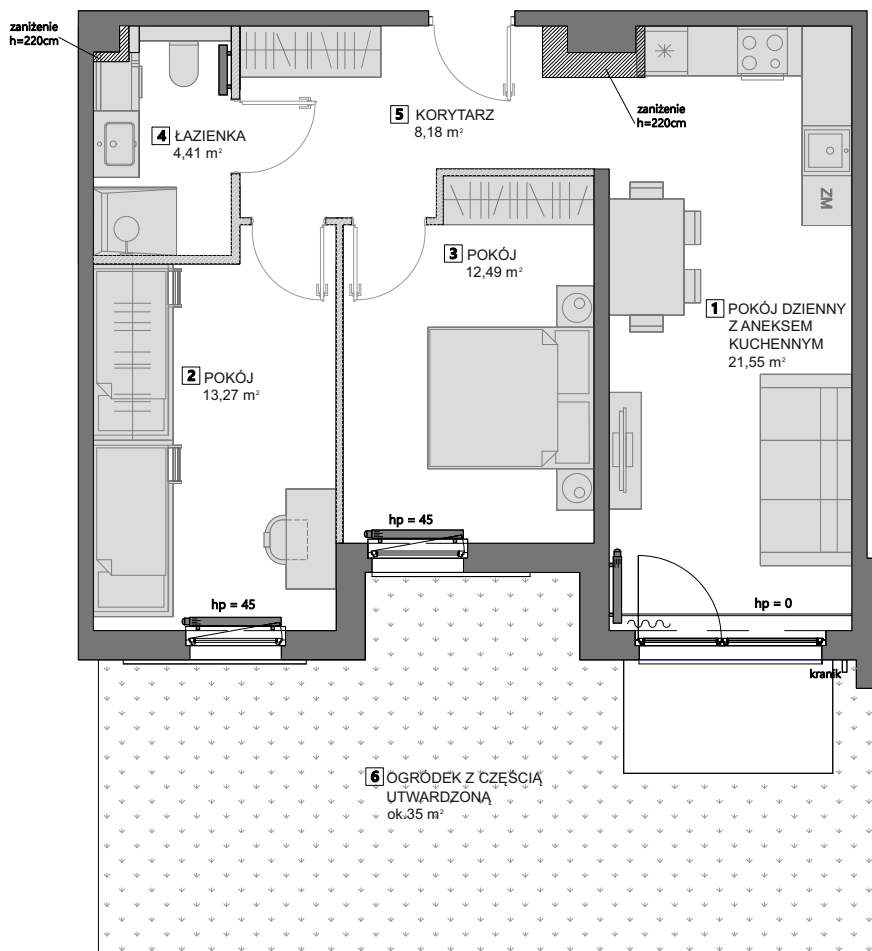 zaniżenie
h=220cm
5 KORYTARZ
8,18 m²
zaniżenie
h=220cm
4 ŁAZIENKA
4,41 m²
ZM
3 POKÓJ
12,49 m²
1 POKÓJ DZIENNY
Z ANEKSEM
KUCHENNYM
21,55 m²
2 POKÓJ
13,27 m²
hp = 45
hp = 45
hp = 0
kranik
6 OGRÓDEK Z CZĘŚCIĄ
UTWARDZONĄ
ok.35 m²